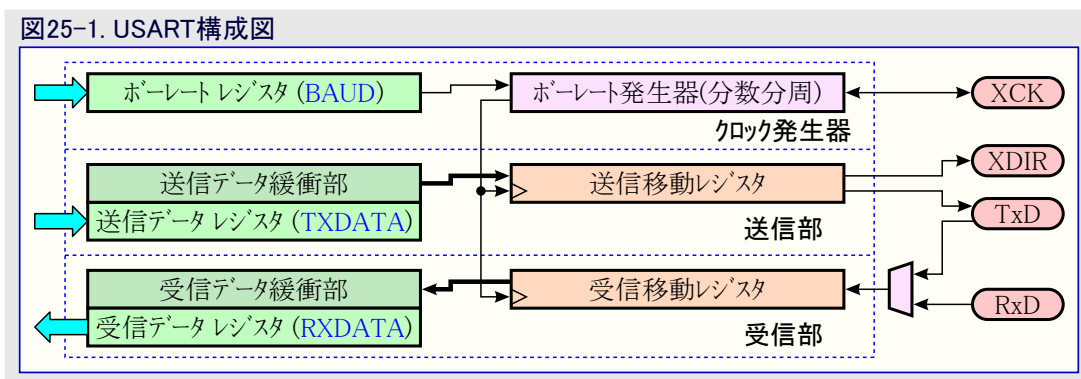 図25-1. USART構成図
ボーレート レジスタ (BAUD)
ボーレート発生器(分数分周)
XCK
クロック発生器
XDIR
送信データ緩衝部
送信移動レジスタ
送信データ レジスタ (TXDATA)
TxD
送信部
受信データ緩衝部
受信移動レジスタ
RxD
受信データ レジスタ (RXDATA)
受信部